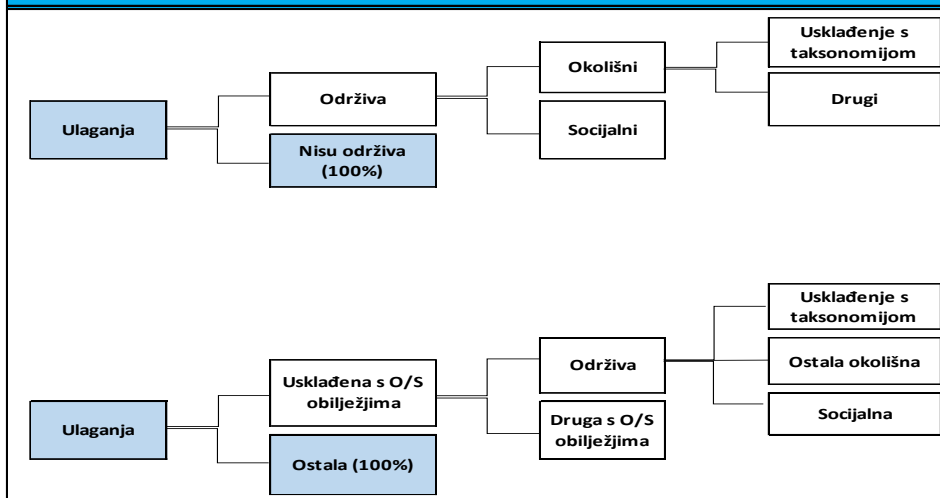 Ulaganja
Održiva
Nisu održiva
(100%)
Okolišni
Socijalni
Usklađenje s
taksonomijom
Drugi
Ulaganja
Usklađena s O/S
obilježjima
Ostala (100%)
Održiva
Druga s O/S
obilježjima
Usklađenje s
taksonomijom
Ostala okolišna
Socijalna